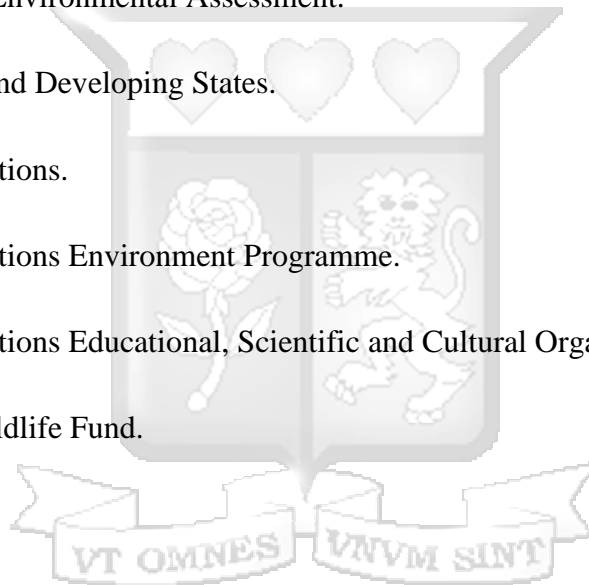 Environmental Assessment.
nd Developing States.
tions.
tions Environment Programme.
tions Educational, Scientific and Cultural Orga
ldlife Fund.
VT OMNES VNVM SINT